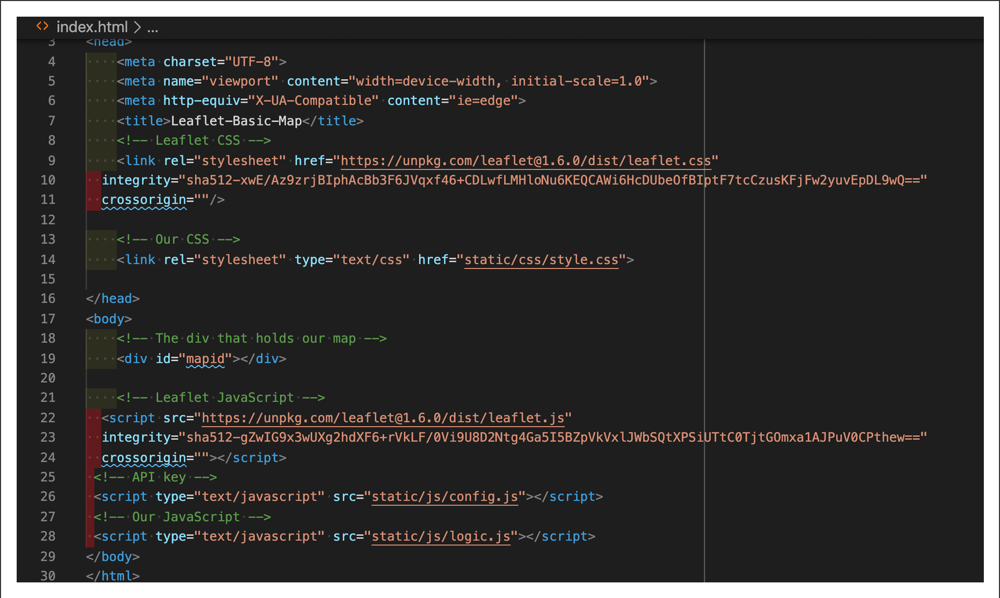 <> index.html > ...
3 <head>
4 <meta charset="UTF-8">
5 <meta name="viewport" content="width=device-width, initial-scale=1.0">
6 <meta http-equiv="X-UA-Compatible" content="ie=edge">
7 <title>Leaflet-Basic-Map</title>
8 <!-- Leaflet CSS -->
9 <link rel="stylesheet" href="https://unpkg.com/leaflet@1.6.0/dist/leaflet.css"
10 integrity="sha512-xwE/Az9zrjBIphAcBb3F6JVqxf46+CDLwfLMHloNu6KEQCAWi6HcDUbeOfBIptF7tcCzusKFjFw2yuvEpDL9wQ=="
11 crossorigin=""/>
12
13 <!-- Our CSS -->
14 <link rel="stylesheet" type="text/css" href="static/css/style.css">
15
16 </head>
17 <body>
18 <!-- The div that holds our map -->
19 <div id="mapid"></div>
20
21 <!-- Leaflet JavaScript -->
22 <script src="https://unpkg.com/leaflet@1.6.0/dist/leaflet.js"
23 integrity="sha512-gZwIG9x3wUXg2hdXF6+rVkLF/0Vi9U8D2Ntg4Ga5I5BZpVkVxlJWbSQtXPSiUTtC0TjtGOmxa1AJPuV0CPthew=="
24 crossorigin=""></script>
25 <!-- API key -->
26 <script type="text/javascript" src="static/js/config.js"></script>
27 <!-- Our JavaScript -->
28 <script type="text/javascript" src="static/js/logic.js"></script>
29 </body>
30 </html>